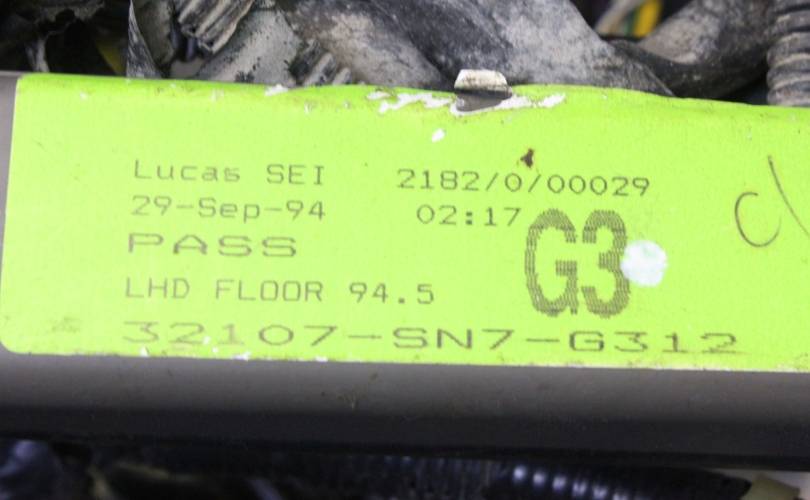 Lucas SEI 2182/0/00029
29-Sep-94 02:17
PASS
G3
LHD FLOOR 94.5
32107-SN7-G312